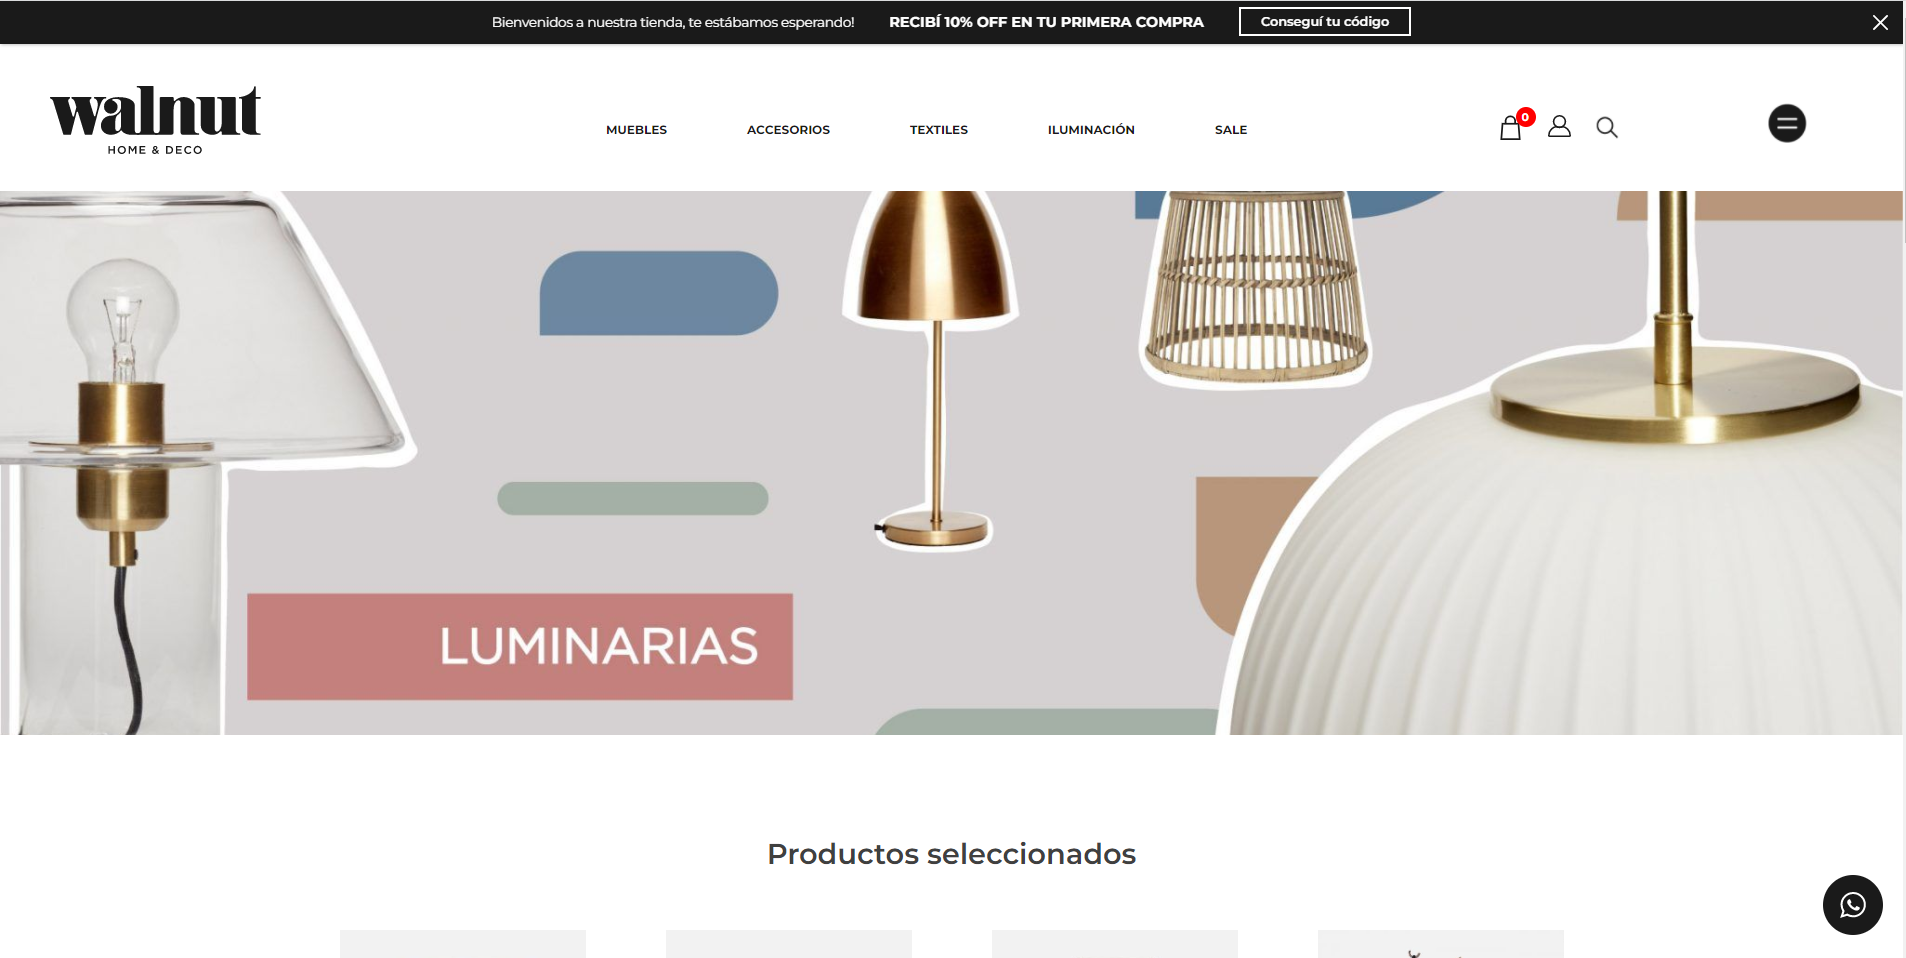 Bienvenidos a nuestra tienda, te estábamos esperando! RECIBÍ 10% OFF EN TU PRIMERA COMPRA Conseguí tu código
walnut
HOME & DECO
MUEBLES ACCESORIOS TEXTILES ILUMINACIÓN SALE
0
LUMINARIAS
Productos seleccionados